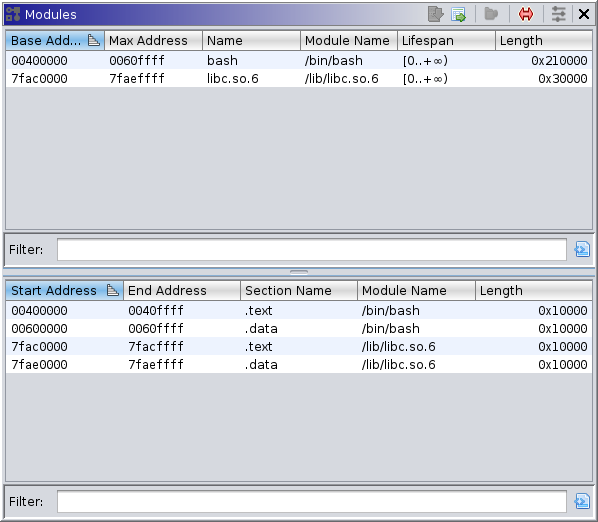 Modules
Base Add... Max Address Name Module Name Lifespan Length
00400000 0060ffff bash /bin/bash [0..+∞) 0x210000
7fac0000 7faeffff libc.so.6 /lib/libc.so.6 [0..+∞) 0x30000
Filter:
Start Address End Address Section Name Module Name Length
00400000 0040ffff .text /bin/bash 0x10000
00600000 0060ffff .data /bin/bash 0x10000
7fac0000 7facffff .text /lib/libc.so.6 0x10000
7fae0000 7faeffff .data /lib/libc.so.6 0x10000
Filter: